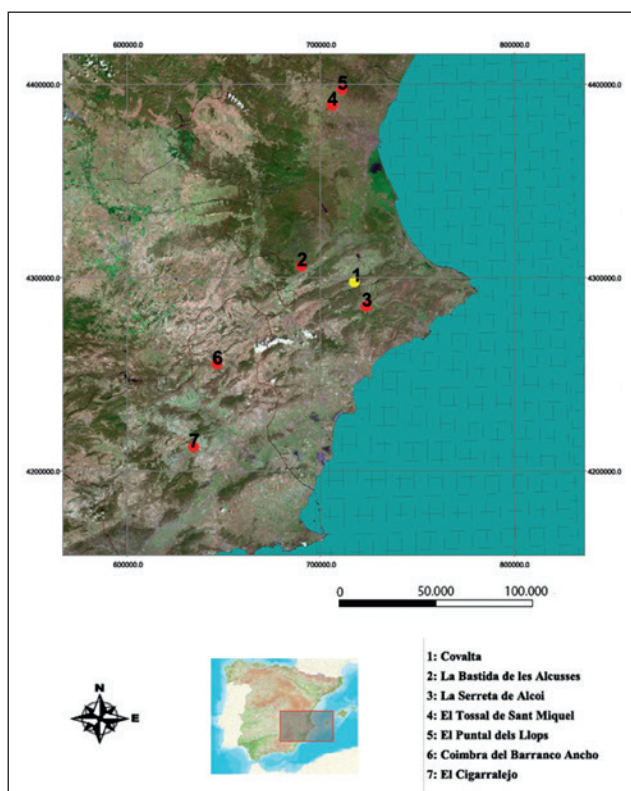 600000.0 700000.0 800000.0
4400000.0 4400000.0
5
4
2
1
4300000.0 4300000.0
3
6
7
4200000.0 4200000.0
600000.0 700000.0 800000.0
0 50.000 100.000
N
E
1: Covalta
2: La Bastida de les Alcusses
3: La Serreta de Alcoi
4: El Tossal de Sant Miquel
5: El Puntal dels Llops
6: Coimbra del Barranco Ancho
7: El Cigarralejo